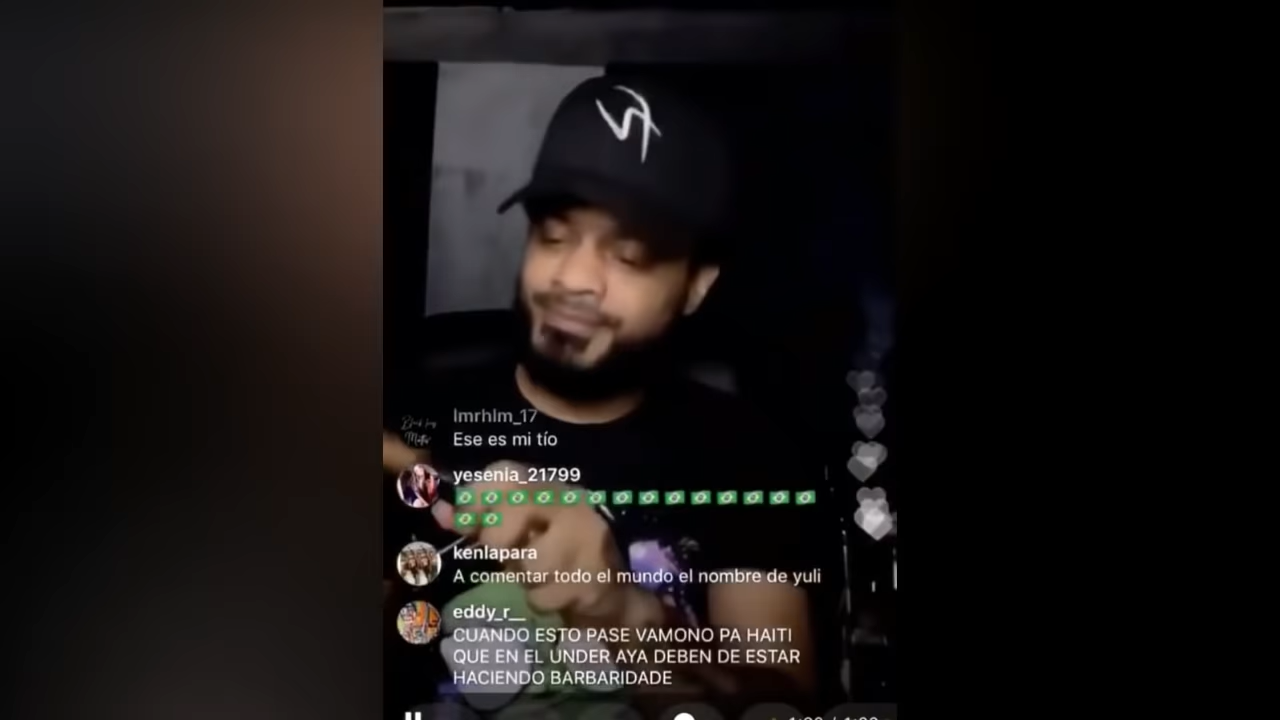 lmrhlm_17
Ese es mi tío
yesenia_21799
kenlapara
A comentar todo el mundo el nombre de yuli
eddy_r__
CUANDO ESTO PASE VAMONO PA HAITI
QUE EN EL UNDER AYA DEBEN DE ESTAR
HACIENDO BARBARIDADE